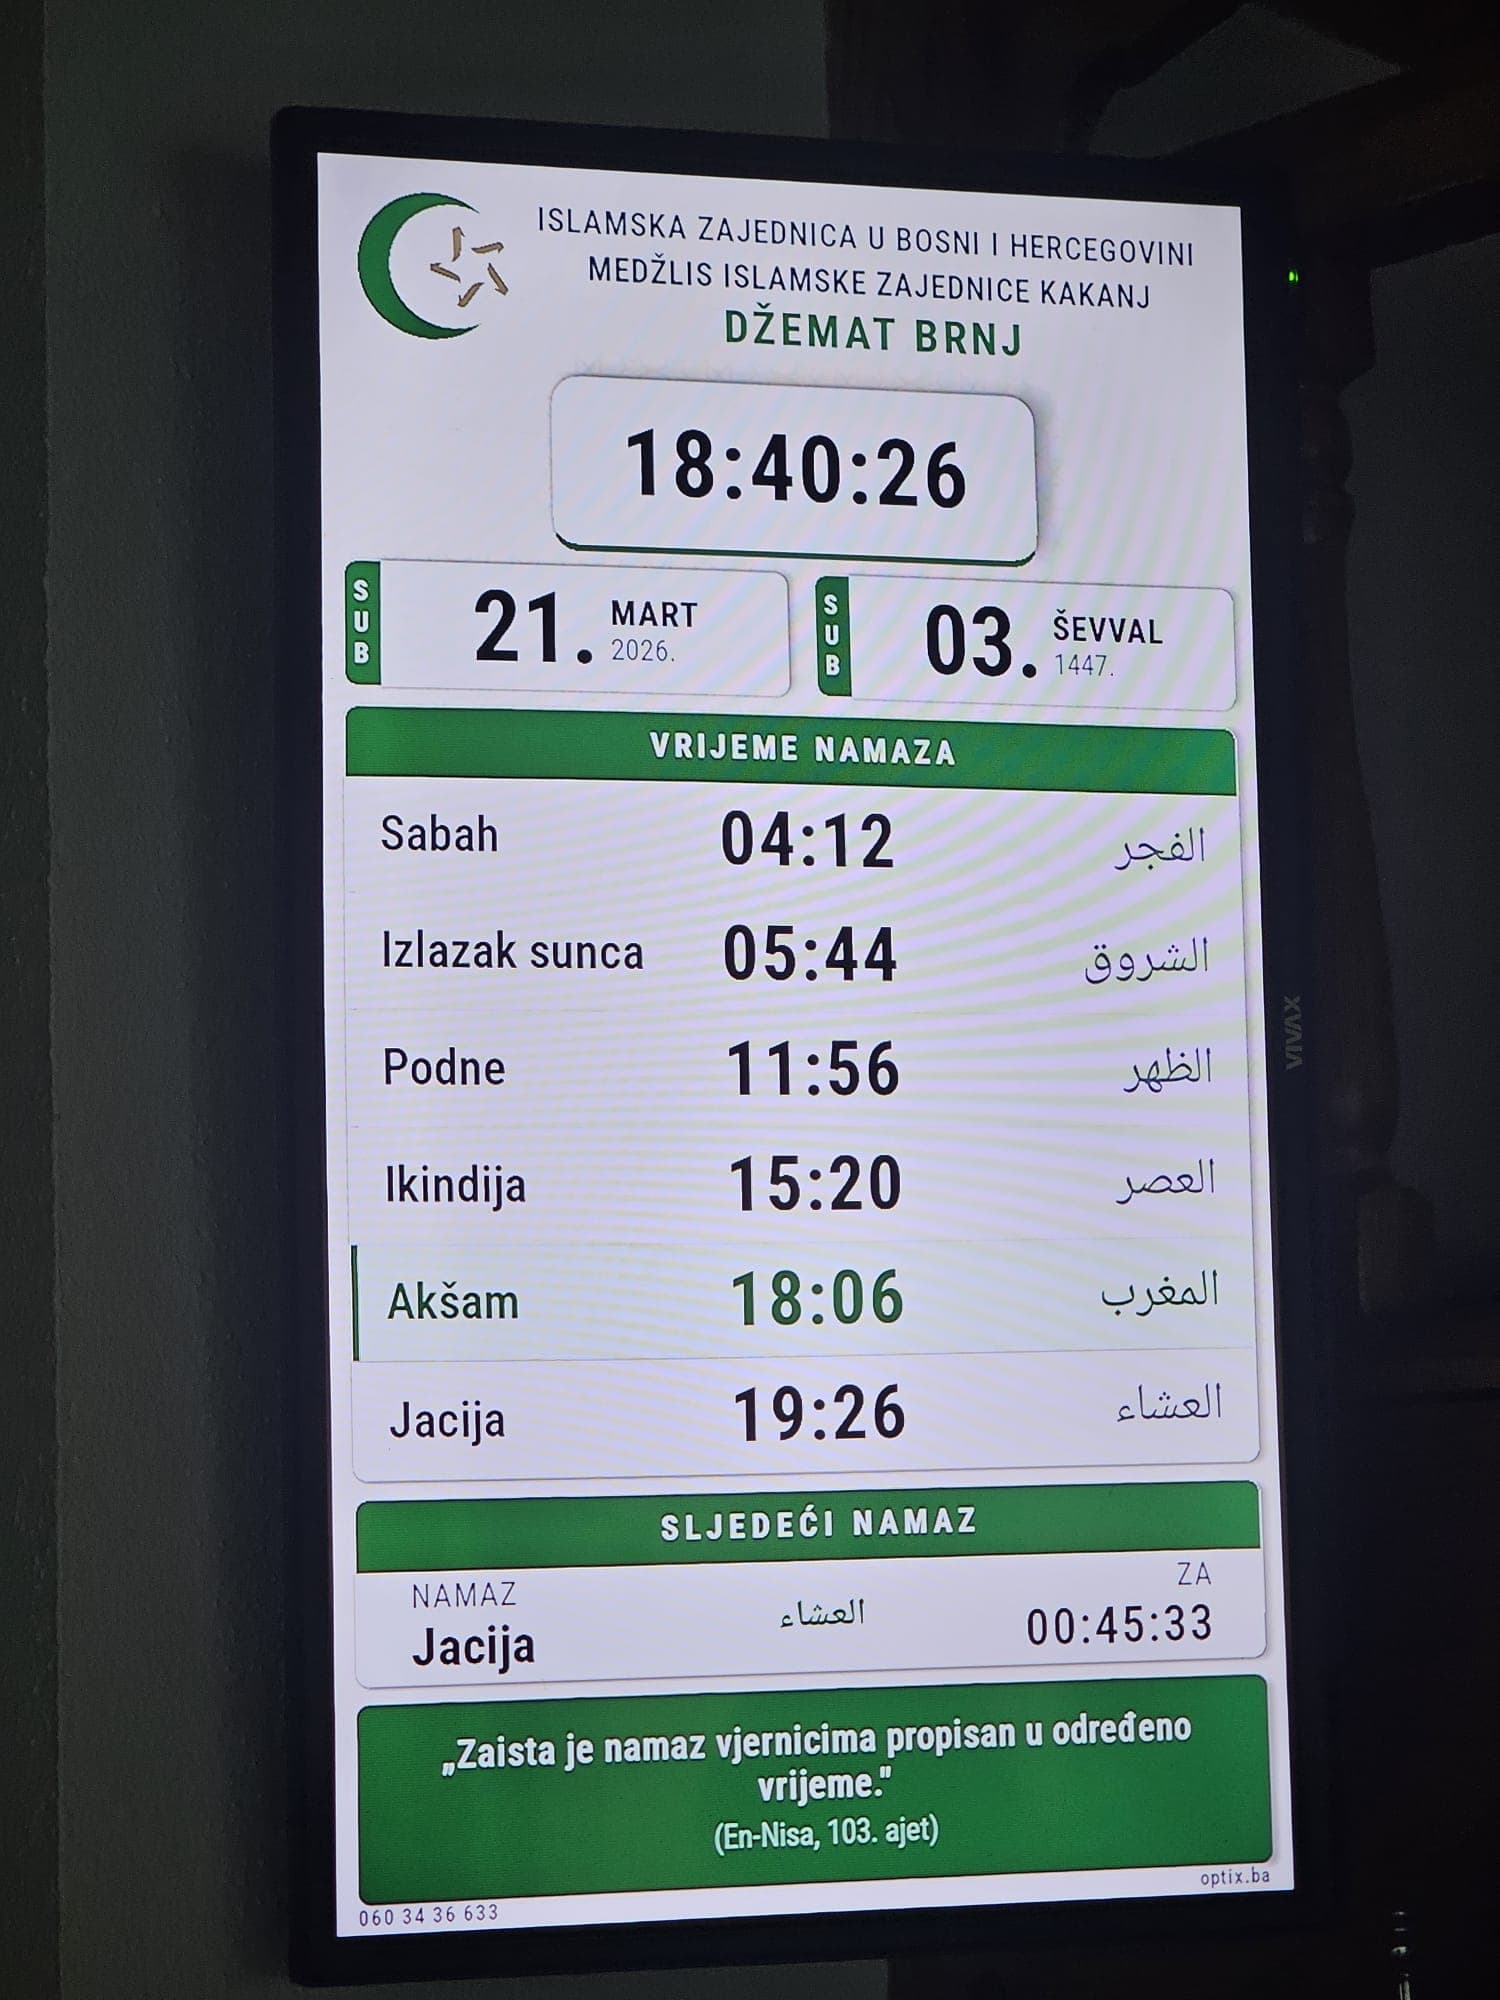 ISLAMSKA ZAJEDNICA U BOSNI I HERCEGOVINI
MEDŽLIS ISLAMSKE ZAJEDNICE KAKANJ
DŽEMAT BRNJ
18:40:26
SUB 21. MART 2026.
SUB 03. ŠEVVAL 1447.
VRIJEME NAMAZA
Sabah 04:12 الفجر
Izlazak sunca 05:44 الشروق
Podne 11:56 الظهر
Ikindija 15:20 العصر
Akšam 18:06 المغرب
Jacija 19:26 العشاء
SLJEDEĆI NAMAZ
NAMAZ ZA
Jacija العشاء 00:45:33
„Zaista je namaz vjernicima propisan u određeno
vrijeme."
(En-Nisa, 103. ajet)
060 34 36 633 optix.ba
VIVAX